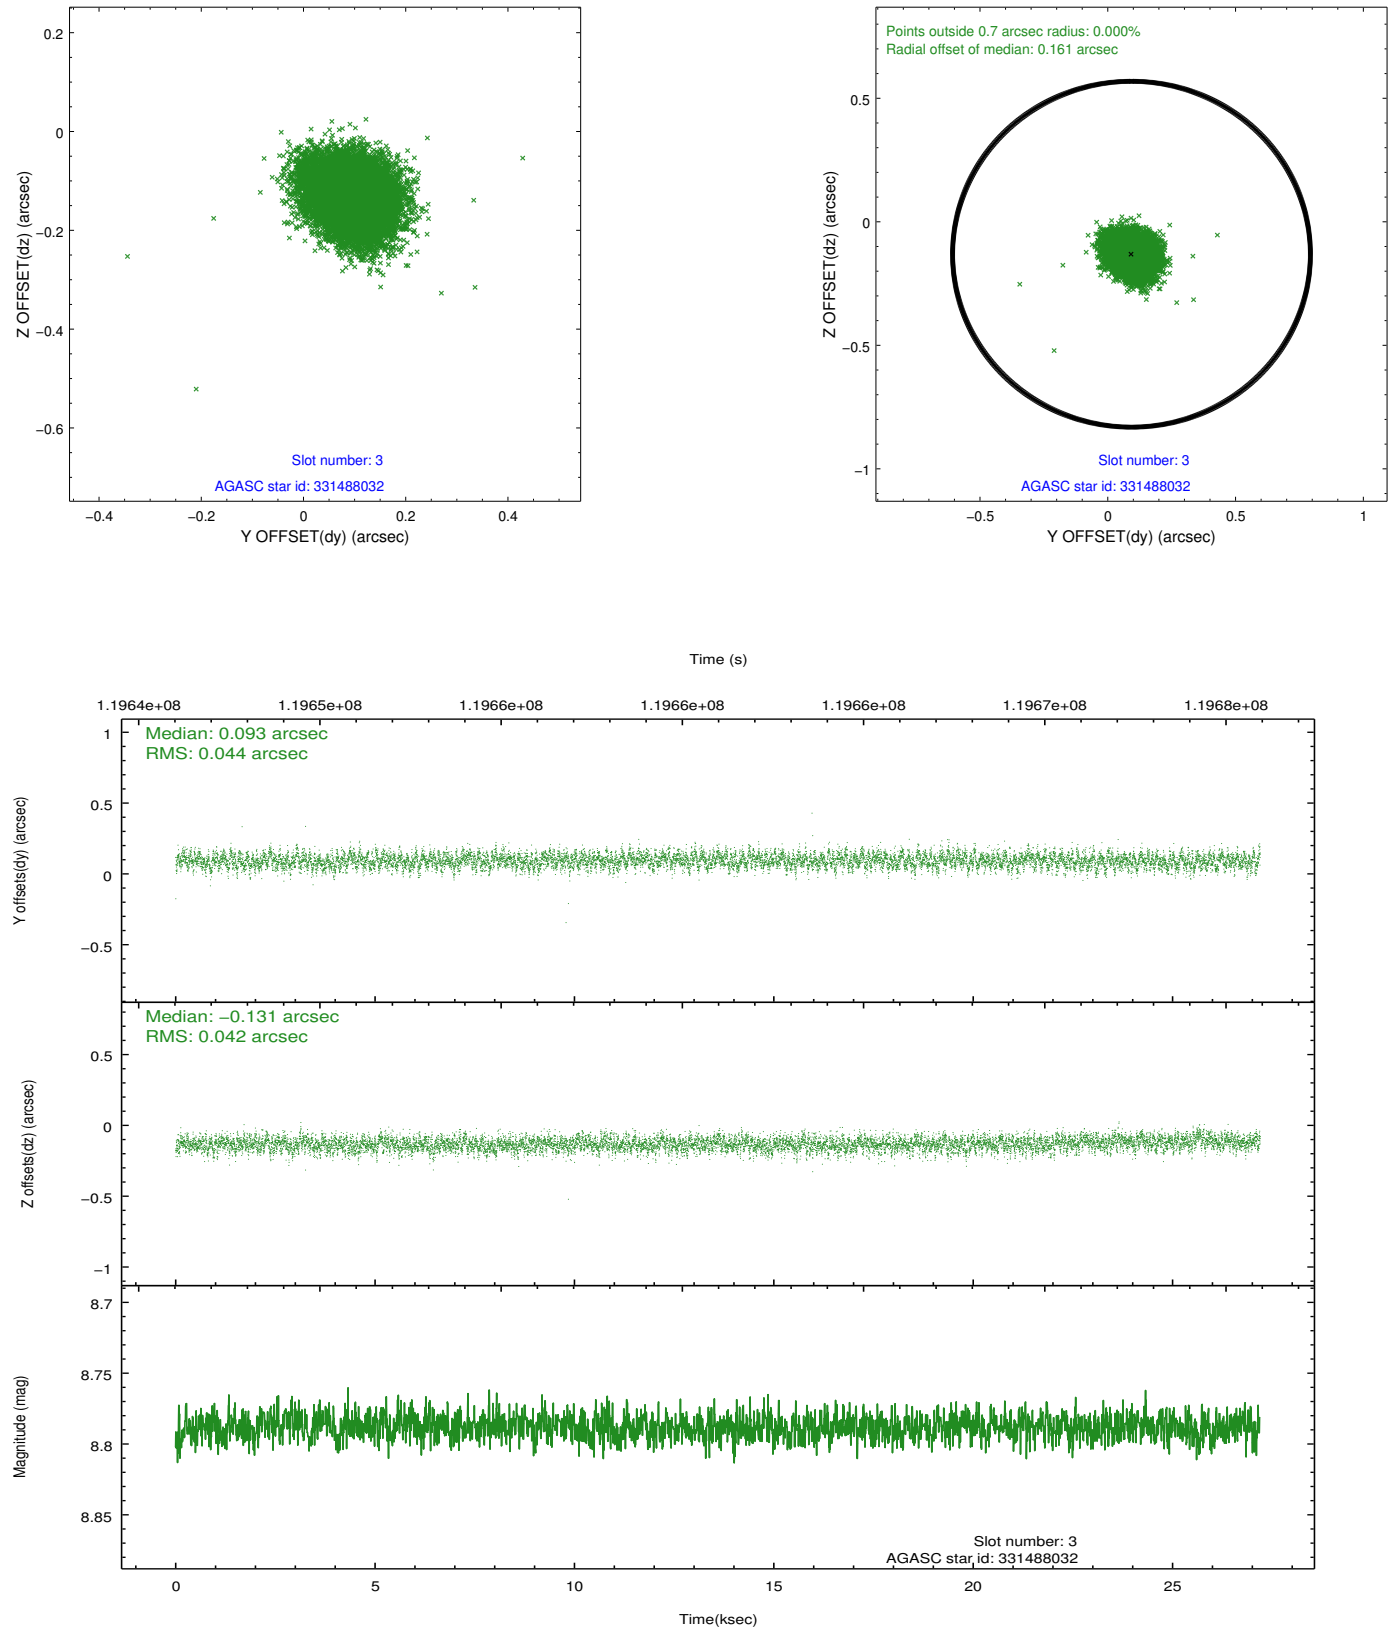 0.2
0
−0.2
−0.4
−0.6
Z OFFSET(dz) (arcsec)
Slot number: 3
AGASC star id: 331488032
−0.4
−0.2
0
0.2
0.4
Y OFFSET(dy) (arcsec)
Points outside 0.7 arcsec radius: 0.000%
Radial offset of median: 0.161 arcsec
0.5
0
−0.5
−1
Z OFFSET(dz) (arcsec)
Slot number: 3
AGASC star id: 331488032
−0.5
0
0.5
1
Y OFFSET(dy) (arcsec)
Time (s)
1.1964e+08
1.1965e+08
1.1966e+08
1.1966e+08
1.1966e+08
1.1967e+08
1.1968e+08
Median: 0.093 arcsec
RMS: 0.044 arcsec
1
0.5
0
−0.5
Y offsets(dy) (arcsec)
Median: −0.131 arcsec
RMS: 0.042 arcsec
0.5
0
−0.5
−1
Z offsets(dz) (arcsec)
8.7
8.75
8.8
8.85
Magnitude (mag)
Slot number: 3
AGASC star id: 331488032
0
5
10
15
20
25
Time(ksec)